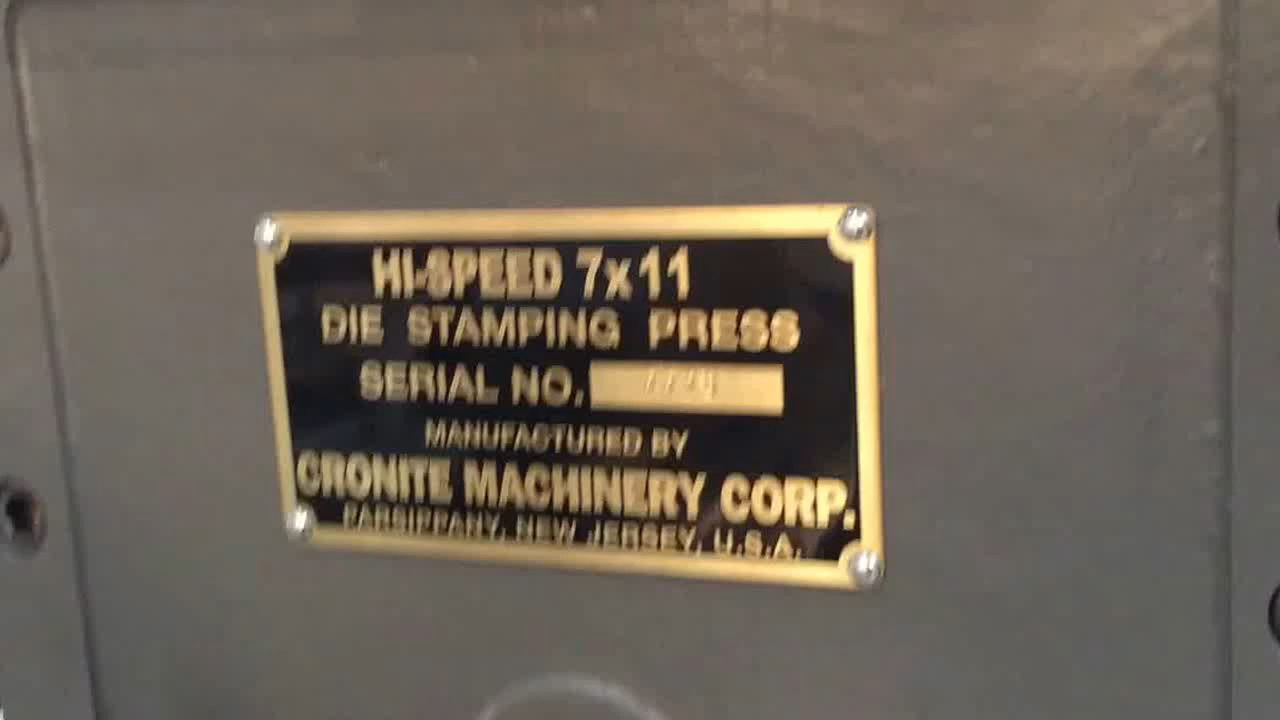 HI-SPEED 7x11
DIE STAMPING PRESS
SERIAL NO.
MANUFACTURED BY
CRONITE MACHINERY CORP.
PARSIPPANY, NEW JERSEY, U.S.A.